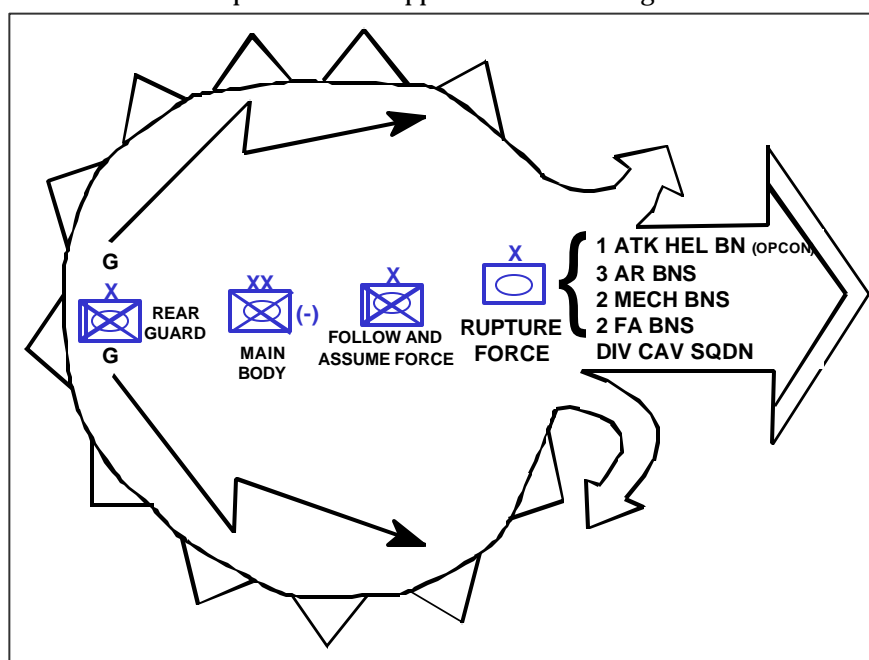 G
X
REAR
GUARD
G
XX
(-)
MAIN
BODY
X
FOLLOW AND
ASSUME FORCE
X
RUPTURE
FORCE
1 ATK HEL BN (OPCON)
3 AR BNS
2 MECH BNS
2 FA BNS
DIV CAV SQDN